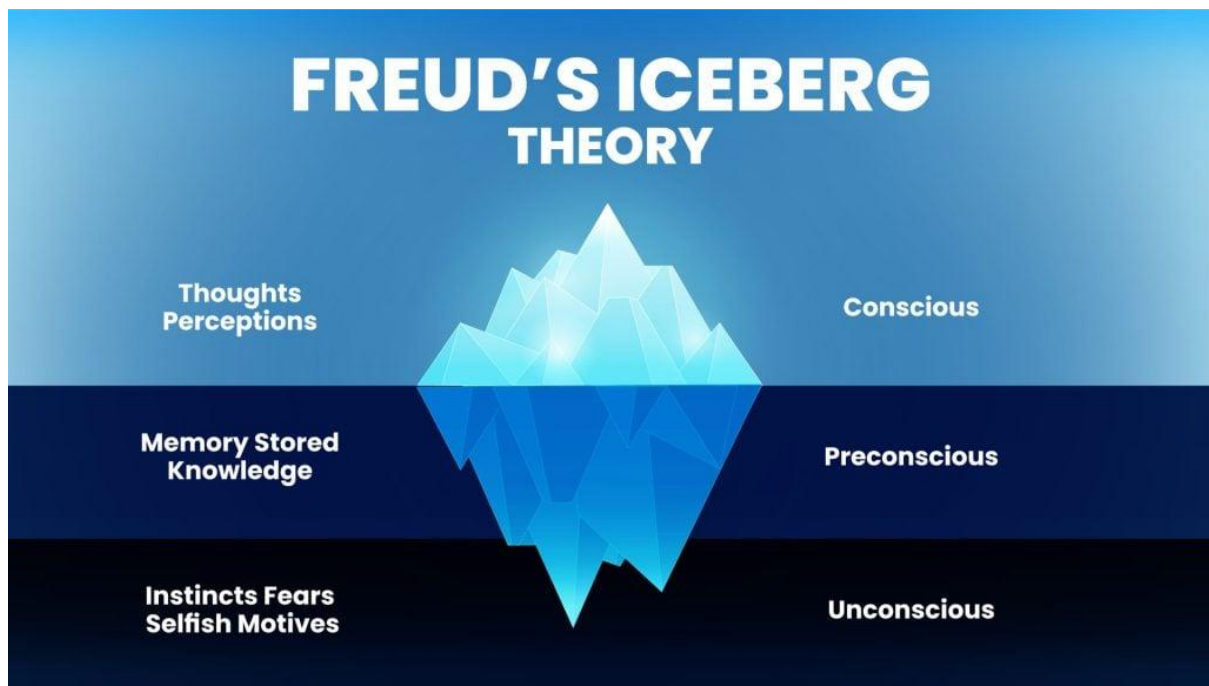 FREUD'S ICEBERG
THEORY
Thoughts
Perceptions
Conscious
Memory Stored
Knowledge
Preconscious
Instincts Fears
Selfish Motives
Unconscious